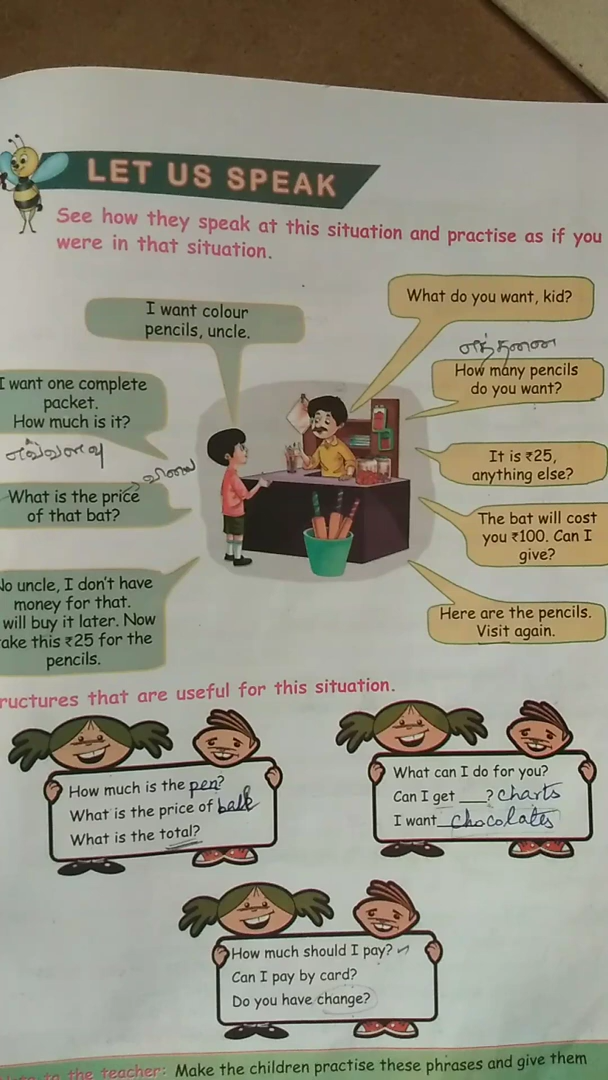 LET US SPEAK
See how they speak at this situation and practise as if you
were in that situation.
What do you want, kid?
I want colour
pencils, uncle.
எத்தனை
How many pencils
do you want?
I want one complete
packet.
How much is it?
எவ்வளவு
It is ₹25,
anything else?
விலை
What is the price
of that bat?
The bat will cost
you ₹100. Can I
give?
No uncle, I don't have
money for that.
will buy it later. Now
take this ₹25 for the
pencils.
Here are the pencils.
Visit again.
ructures that are useful for this situation.
How much is the pen?
What is the price of ball
What is the total?
What can I do for you?
Can I get ___? charts
I want chocolates
How much should I pay?
Can I pay by card?
Do you have change?
to the teacher: Make the children practise these phrases and give them